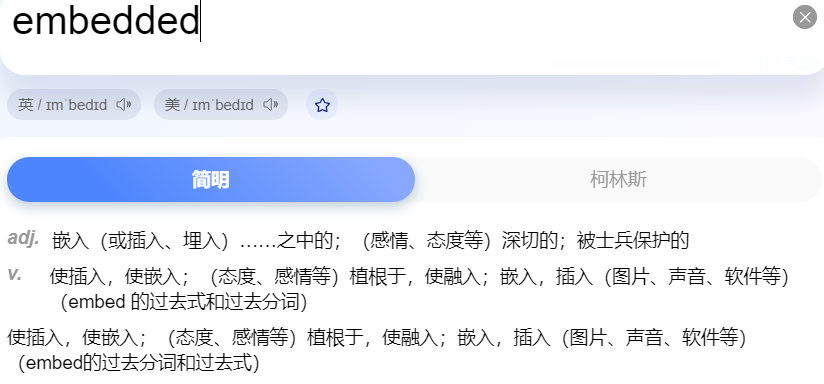 embedded
英 / ɪmˈbedɪd
美 / ɪmˈbedɪd
简明
柯林斯
adj. 嵌入（或插入、埋入）……之中的；（感情、态度等）深切的；被士兵保护的
v. 使插入，使嵌入；（态度、感情等）植根于，使融入；嵌入，插入（图片、声音、软件等）
（embed 的过去式和过去分词）
使插入，使嵌入；（态度、感情等）植根于，使融入；嵌入，插入（图片、声音、软件等）
（embed的过去分词和过去式）